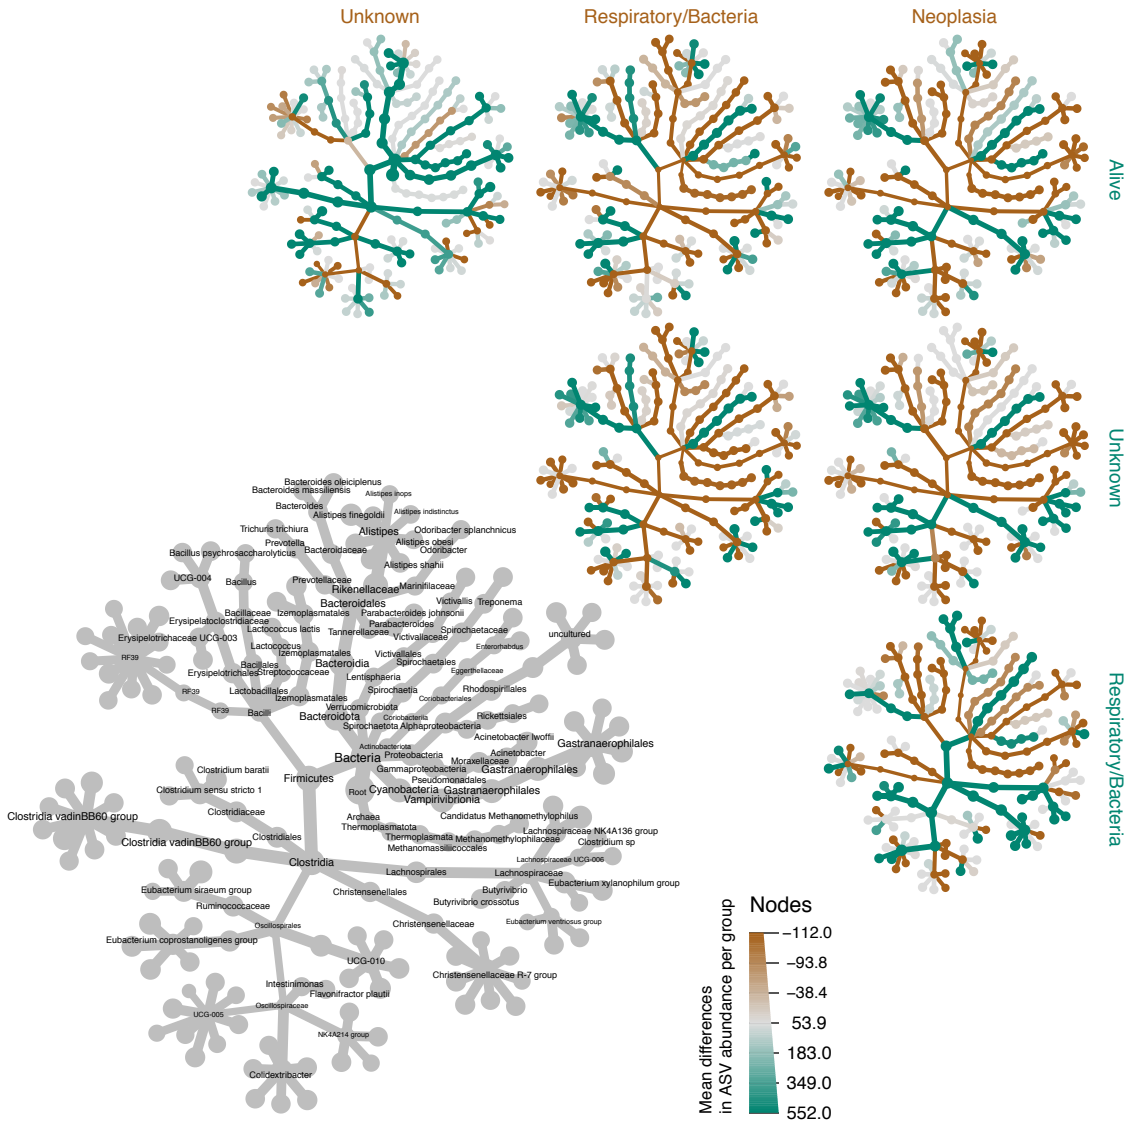 Unknown
Respiratory/Bacteria
Neoplasia
Alive
Unknown
Respiratory/Bacteria
Bacteroides oleiciplenus
Bacteroides massiliensis
Alistipes inops
Bacteroides
Alistipes finegoldii
Alistipes indistinctus
Trichuris trichiura
Alistipes
Odoribacter splanchnicus
Prevotella
Alistipes obesi
Bacillus psychrosaccharolyticus
Bacteroidaceae
Odoribacter
Alistipes shahii
UCG-004
Bacillus
Prevotellaceae
Rikenellaceae
Marinifilaceae
Bacteroidales
Victivallis
Treponema
Bacillaceae
Izemoplasmatales
Parabacteroides johnsonii
Erysipelatoclostridiaceae
Parabacteroides
Lactococcus lactis
Tannerellaceae
Spirochaetaceae
Erysipelotrichaceae UCG-003
Victivallaceae
uncultured
Lactococcus
Enterorhabdus
RF39
Izemoplasmatales
Victivallales
Bacillales
Bacteroidia
Spirochaetales
Erysipelotrichales
Streptococcaceae
Eggerthellaceae
Lentisphaeria
RF39
Lactobacillales
Spirochaetia
Rhodospirillales
Izemoplasmatales
Coriobacteriales
RF39
Bacilli
Verrucomicrobiota
Bacteroidota
Coriobacteriia
Rickettsiales
Spirochaetota
Alphaproteobacteria
Acinetobacter lwoffii
Actinobacteriota
Gastranaerophilales
Bacteria
Proteobacteria
Acinetobacter
Moraxellaceae
Clostridium baratii
Gammaproteobacteria
Gastranaerophilales
Firmicutes
Pseudomonadales
Clostridium sensu stricto 1
Root
Cyanobacteria
Gastranaerophilales
Vampirivibrionia
Clostridiaceae
Archaea
Candidatus Methanomethylophilus
Clostridia vadinBB60 group
Thermoplasmatota
Lachnospiraceae NK4A136 group
Clostridiales
Thermoplasmata
Methanomethylophilaceae
Clostridium sp
Clostridia vadinBB60 group
Methanomassiliicoccales
Clostridia
Lachnospiraceae UCG-006
Lachnospirales
Lachnospiraceae
Eubacterium siraeum group
Christensenellales
Butyrivibrio
Eubacterium xylanophilum group
Ruminococcaceae
Butyrivibrio crossotus
Oscillospirales
Christensenellaceae
Eubacterium ventriosus group
Eubacterium coprostanoligenes group
UCG-010
Christensenellaceae R-7 group
Intestinimonas
Flavonifractor plautii
Oscillospiraceae
UCG-005
NK4A214 group
Colidextribacter
Nodes
Mean differences
in ASV abundance per group
−112.0
−93.8
−38.4
53.9
183.0
349.0
552.0